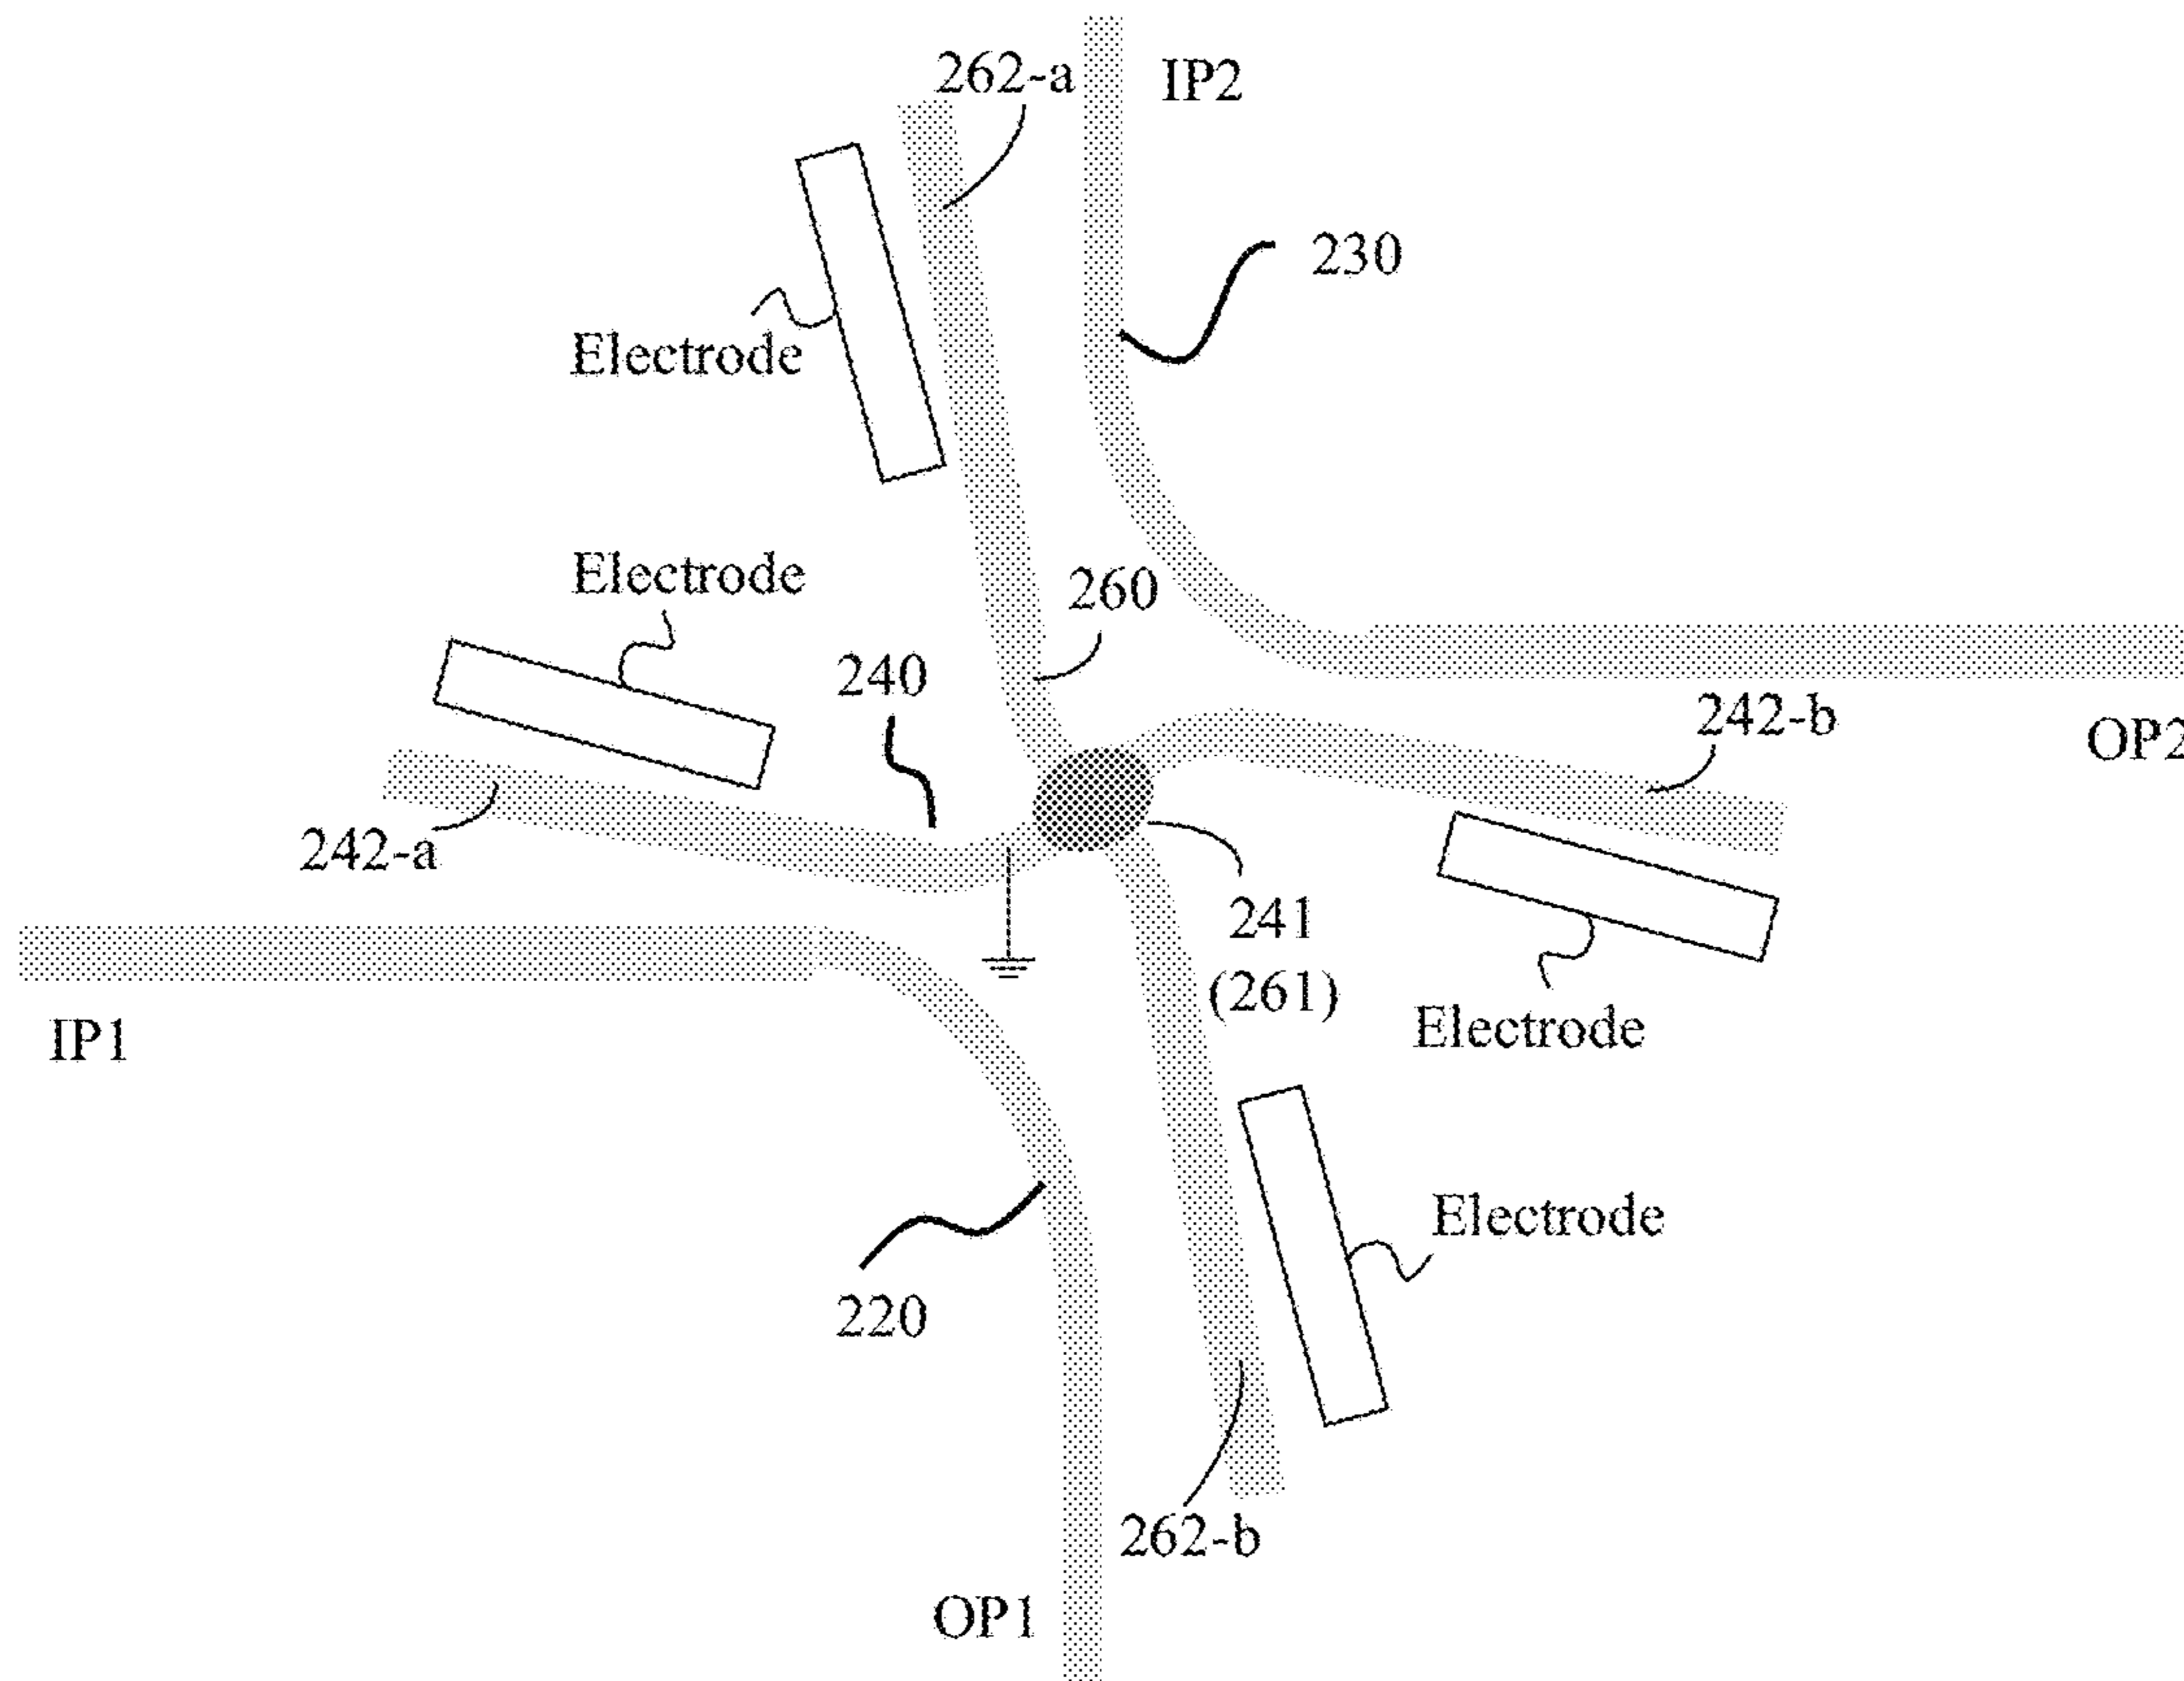 262-a
IP2
230
Electrode
Electrode
260
240
242-b
OP2
242-a
241
(261)
IP1
Electrode
Electrode
220
262-b
OP1